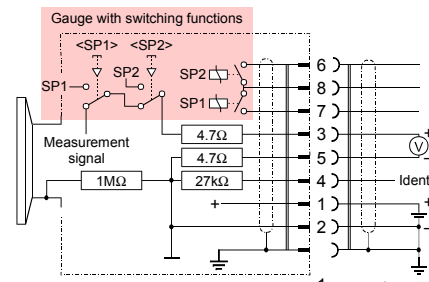 Gauge with switching functions
<SP1> <SP2>
6
SP2
SP2
SP1
8
SP1
7
4.7Ω
3
+
V
Measurement
signal
4.7Ω
5
−
1MΩ
27kΩ
4
Ident
+
1
+
2
−